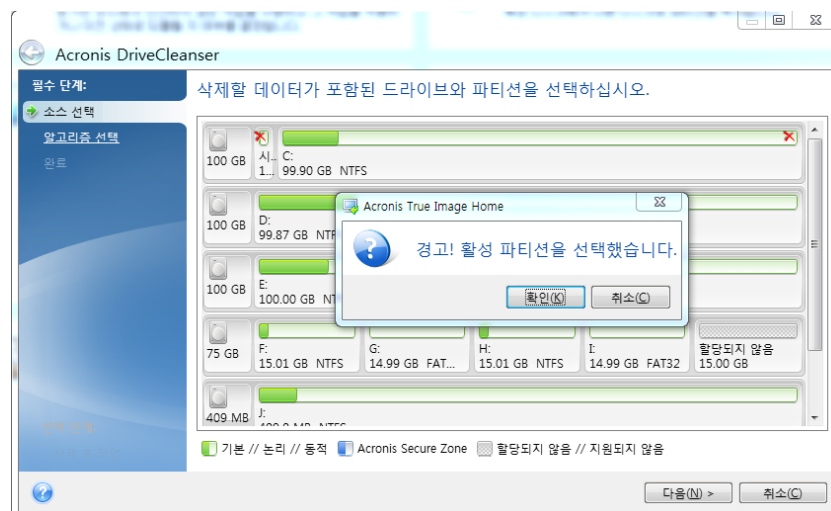 Acronis DriveCleanser
필수 단계:
소스 선택
알고리즘 선택
완료
삭제할 데이터가 포함된 드라이브와 파티션을 선택하십시오.
100 GB
시...
1...
C:
99.90 GB NTFS
100 GB
D:
99.87 GB NTF
100 GB
E:
100.00 GB NT
Acronis True Image Home
경고! 활성 파티션을 선택했습니다.
확인(K)
취소(C)
75 GB
F:
15.01 GB NTFS
G:
14.99 GB FAT...
H:
15.01 GB NTFS
I:
14.99 GB FAT32
할당되지 않음
15.00 GB
409 MB
J:
기본 // 논리 // 동적
Acronis Secure Zone
할당되지 않음 // 지원되지 않음
다음(N) >
취소(C)